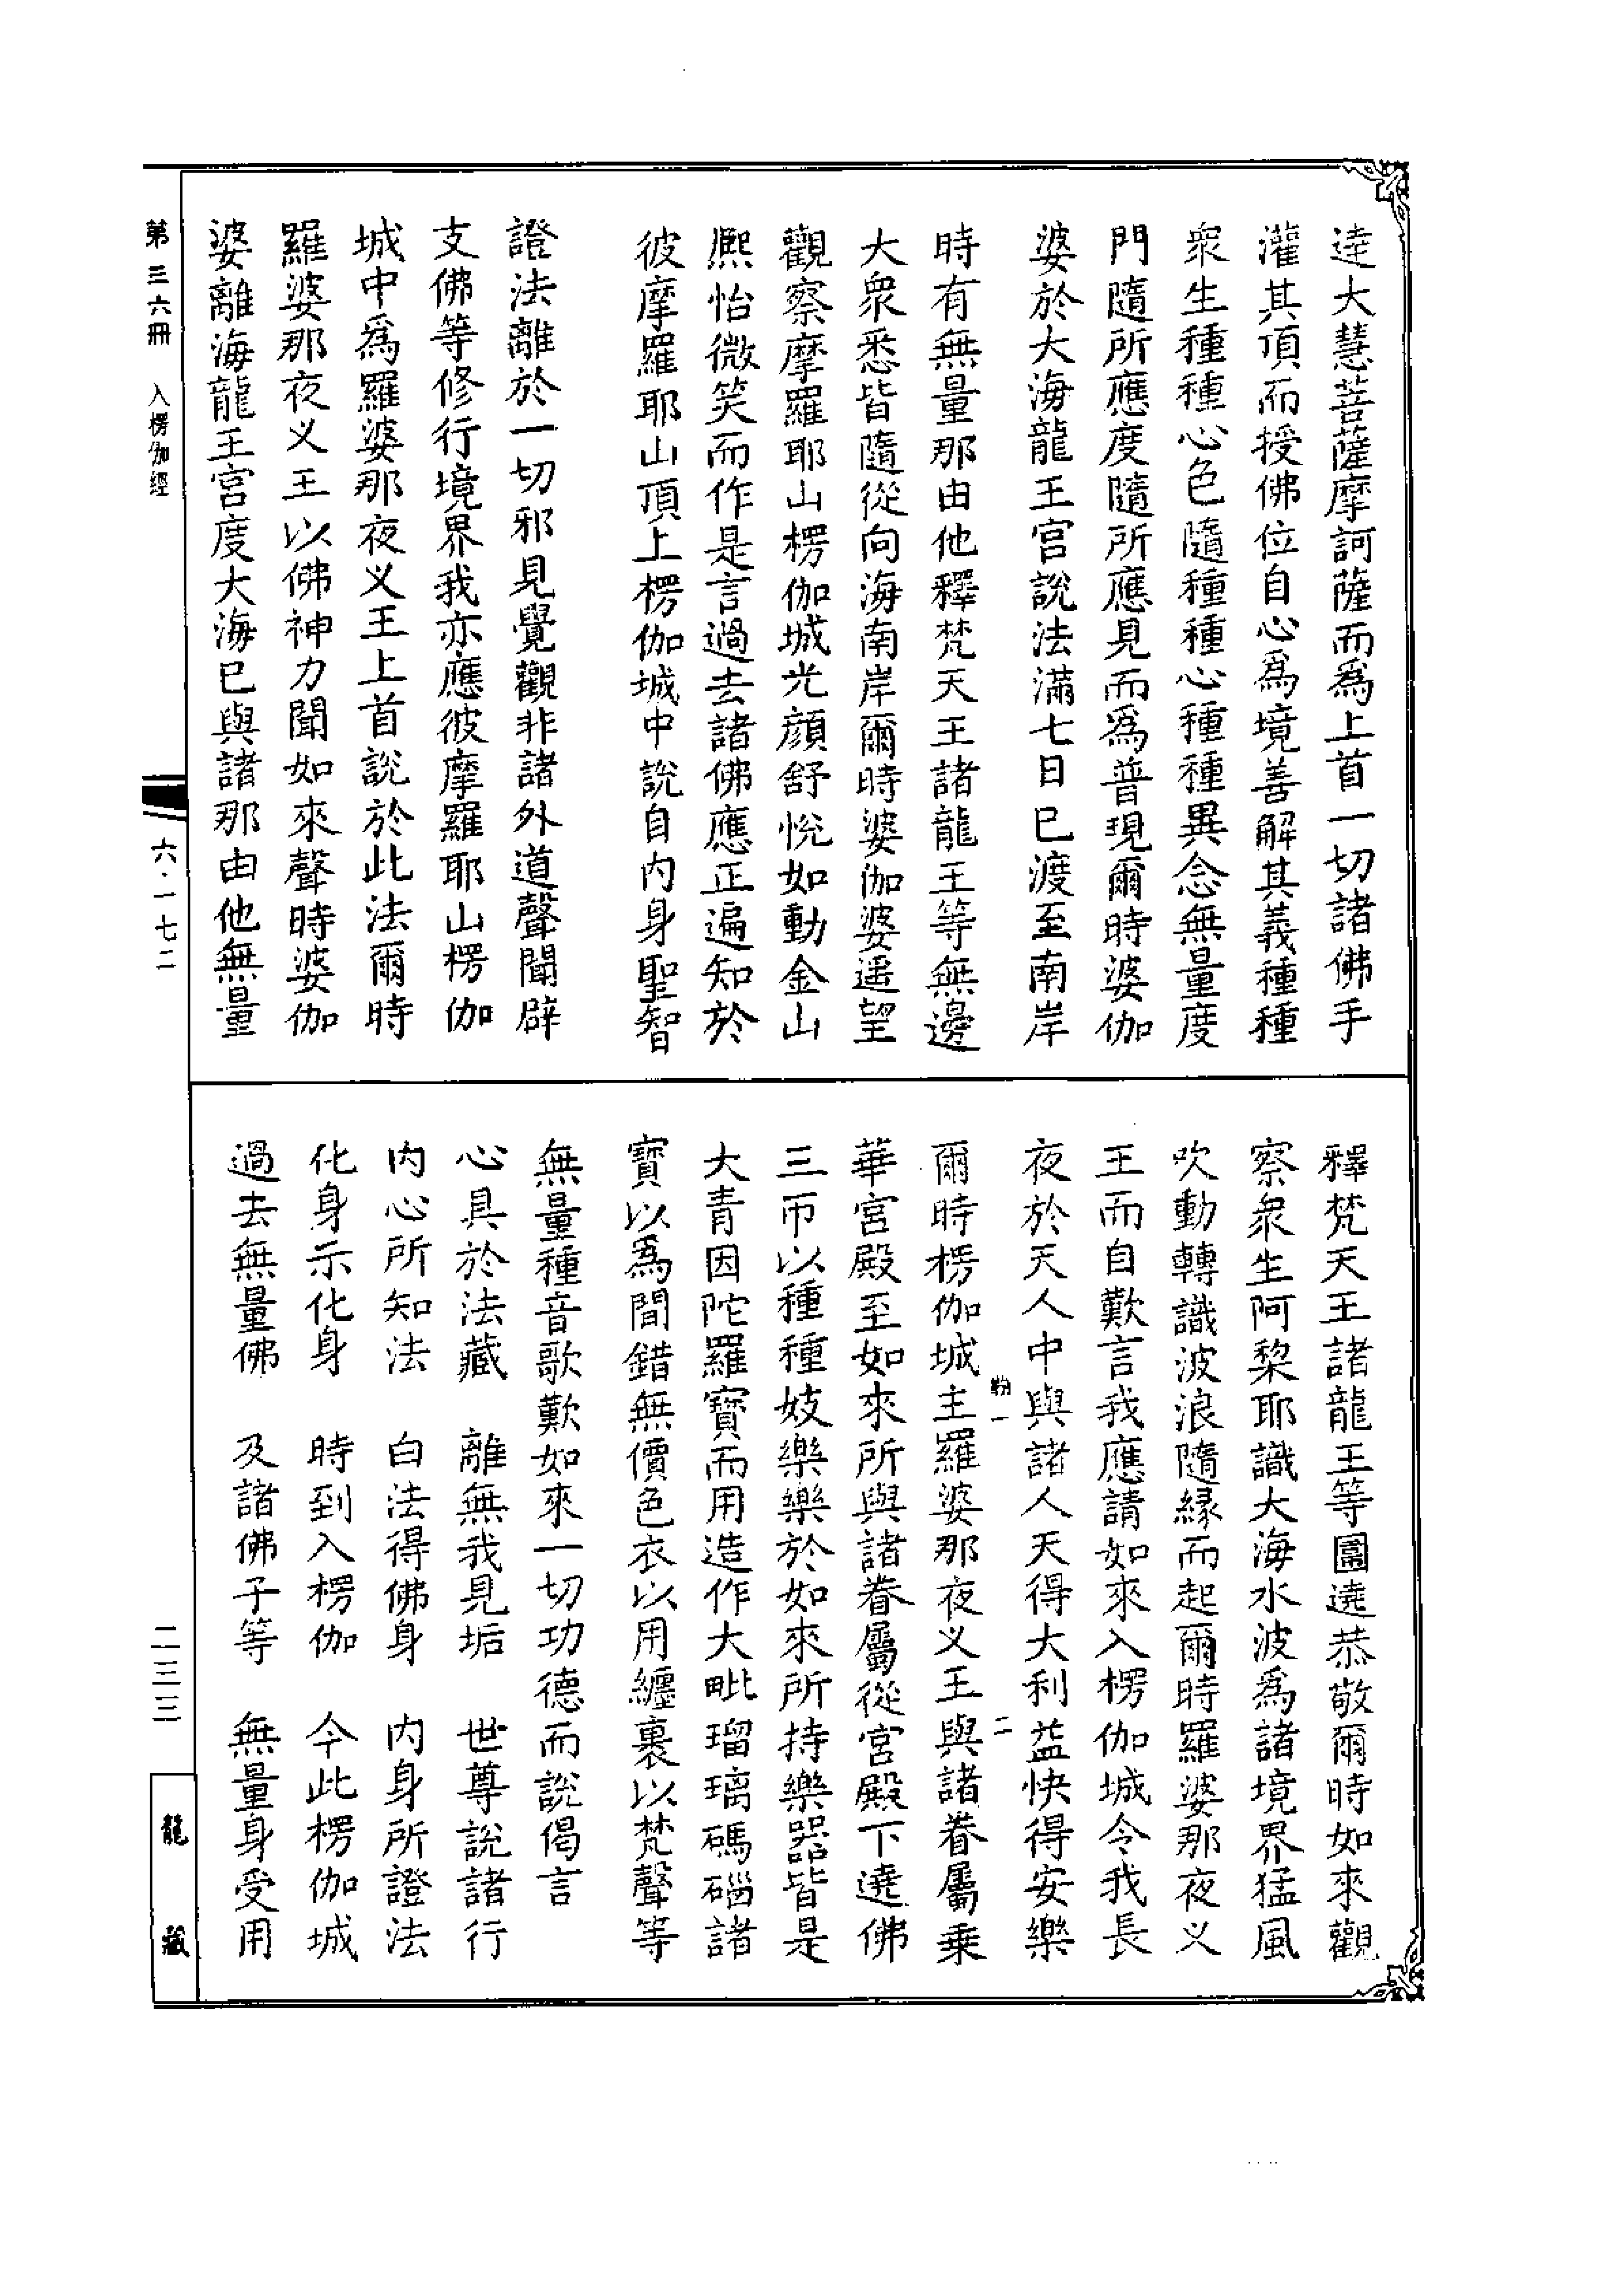 達大慧菩薩摩訶薩而爲上首一切諸佛手
灌其頂而授佛位自心爲境善解其義種種
衆生種種心色隨種種心種種異念無量度
門隨所應度隨所應見而爲普現爾時婆伽
婆於大海龍王宮說法滿七日已渡至南岸
時有無量那由他釋梵天王諸龍王等無邊
大衆悉皆隨從向海南岸爾時婆伽婆遥望
觀察摩羅耶山楞伽城光顏舒悅如動金山
熈怡微笑而作是言過去諸佛應正遍知於
彼摩羅耶山頂上楞伽城中說自内身聖智
證法離於一切邪見覺觀非諸外道聲聞辟
支佛等修行境界我亦應彼摩羅耶山楞伽
城中爲羅婆那夜叉王上首說於此法爾時
羅婆那夜叉王以佛神力聞如來聲時婆伽
婆離海龍王宮度大海已與諸那由他無量
釋梵天王諸龍王等圍遶恭敬爾時如來觀
察衆生阿棃耶識大海水波爲諸境界猛風
吹動轉識波浪隨緣而起爾時羅婆那夜叉
王而自歎言我應請如來入楞伽城令我長
夜於天人中與諸人天得大利益快得安樂
粉一 二
爾時楞伽城主羅婆那夜叉王與諸眷屬乗
華宮殿至如來所與諸眷屬從宮殿下遶佛
三帀以種種妓樂樂於如來所持樂器皆是
大青因陀羅寶而用造作大毗瑠璃碼碯諸
寶以爲間錯無價色衣以用纏裹以梵聲等
無量種音歌歎如來一切功德而說偈言
心具於法藏 離無我見垢 世尊說諸行
内心所知法 白法得佛身 内身所證法
化身示化身 時到入楞伽 今此楞伽城
過去無量佛 及諸佛子等 無量身受用
第三六冊 入楞伽經
六·一七二
二三三
龍藏